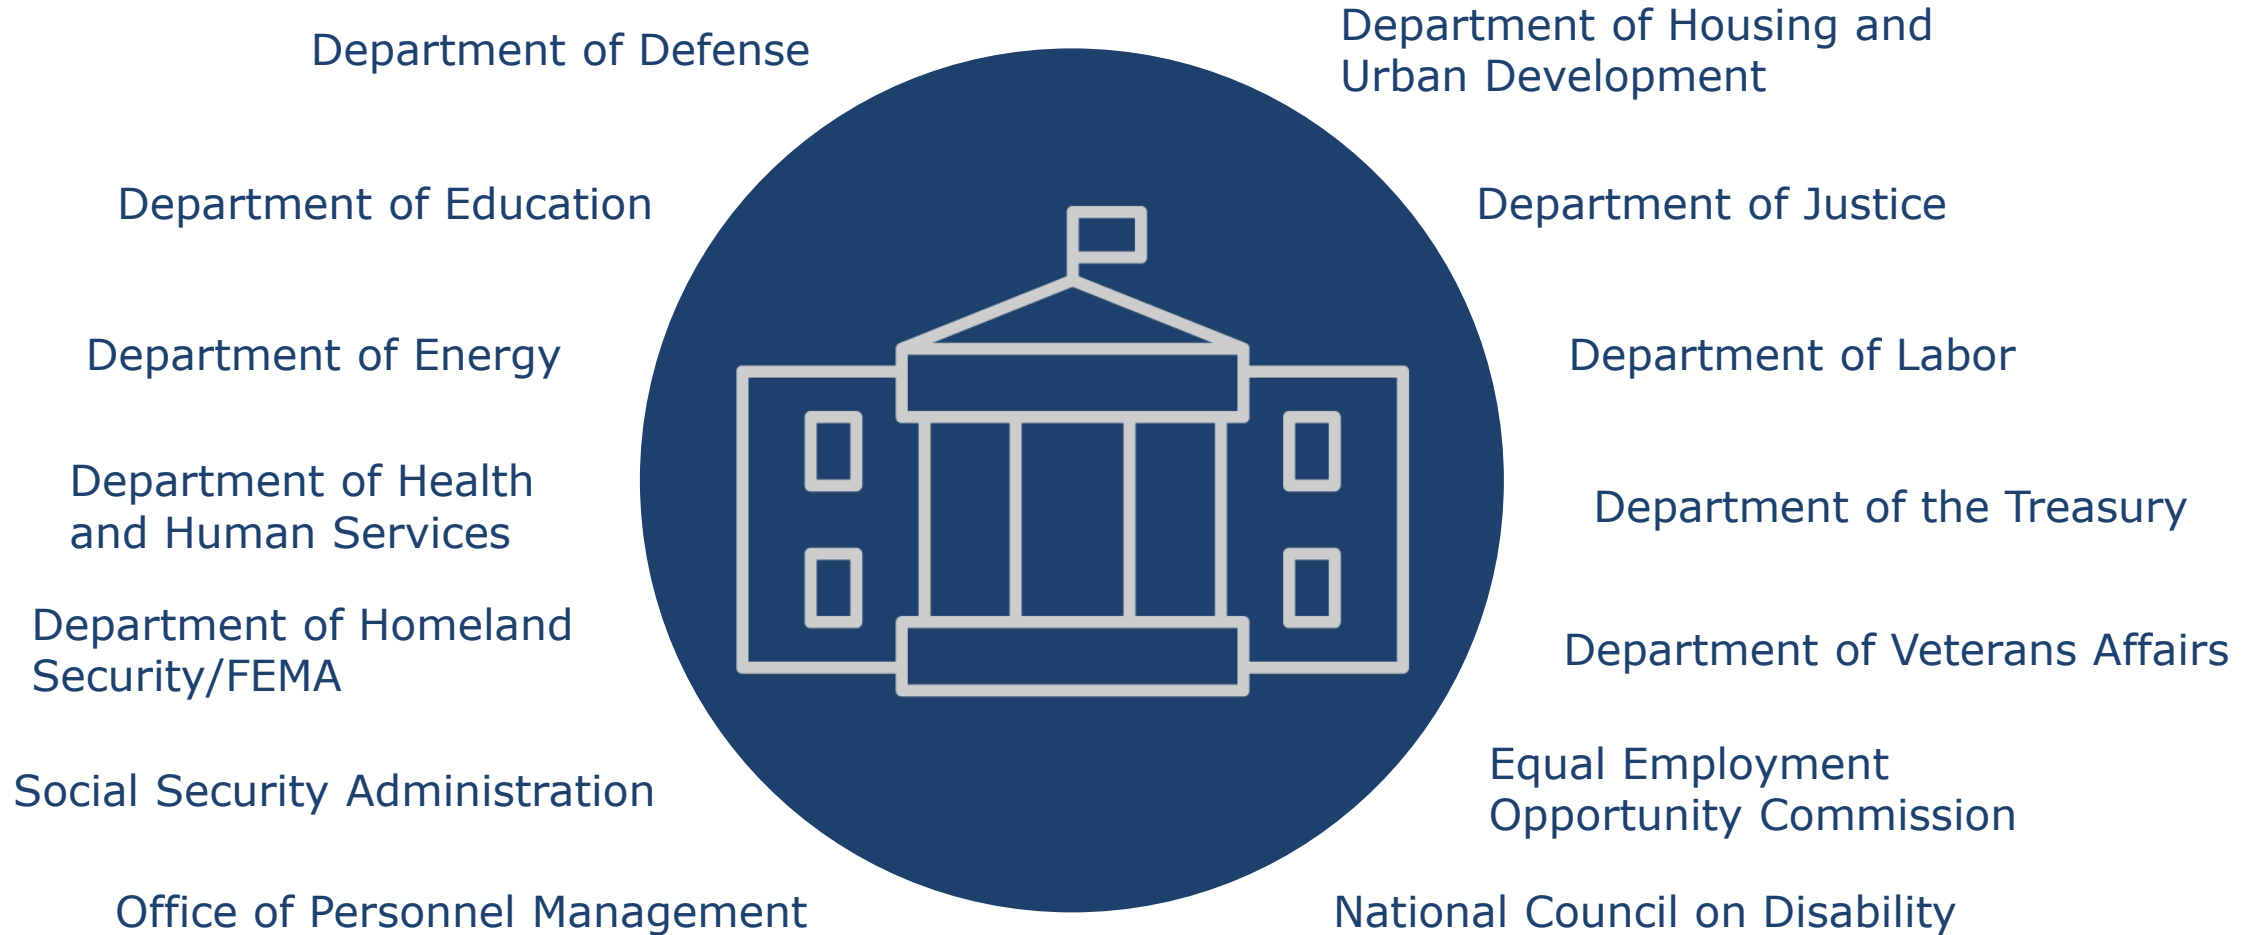 Department of Defense
Department of Education
Department of Energy
Department of Health
and Human Services
Department of Homeland
Security/FEMA
Social Security Administration
Office of Personnel Management
Department of Housing and
Urban Development
Department of Justice
Department of Labor
Department of the Treasury
Department of Veterans Affairs
Equal Employment
Opportunity Commission
National Council on Disability